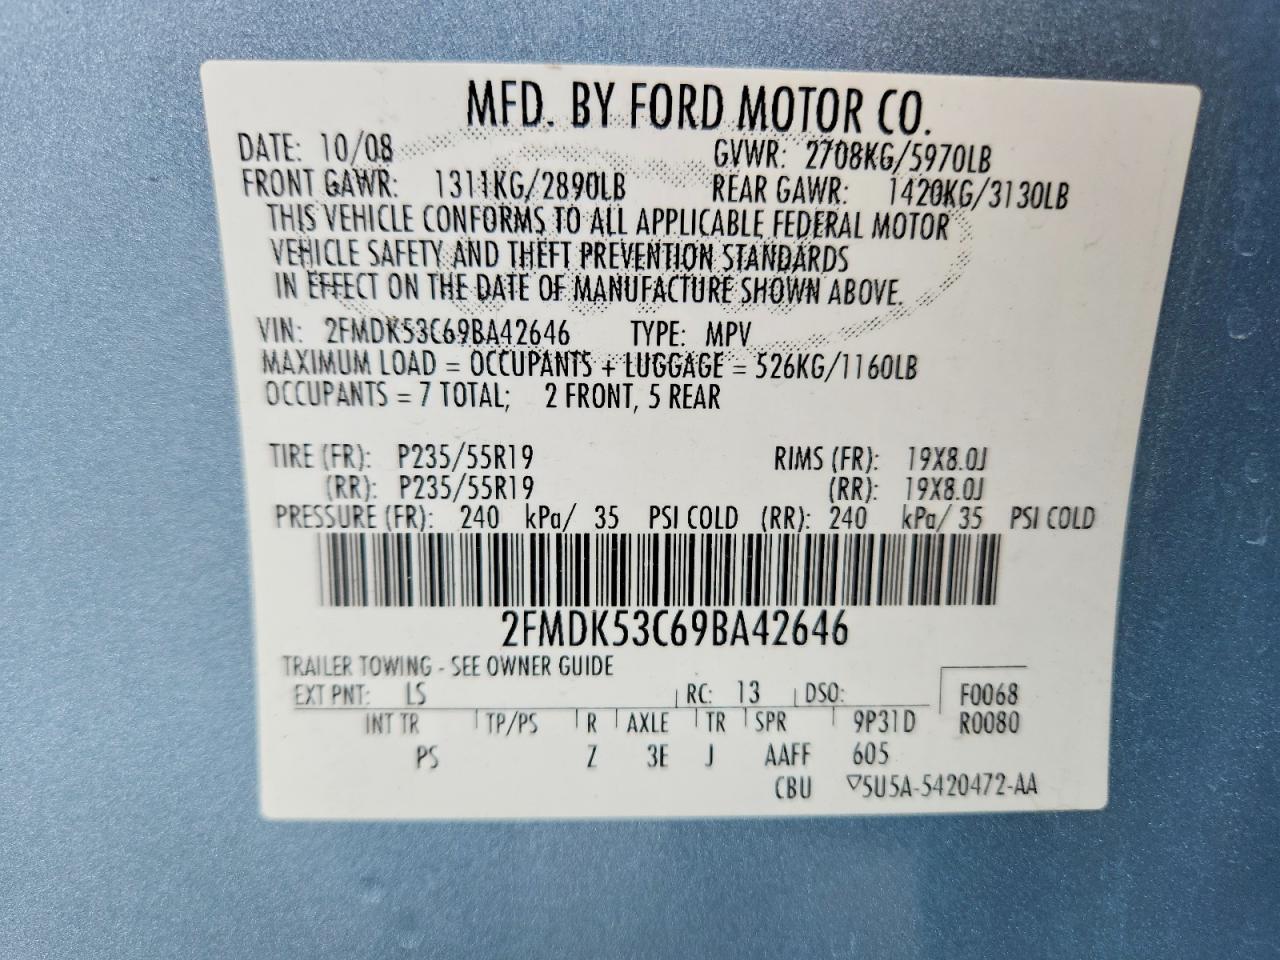 MFD. BY FORD MOTOR CO.
DATE: 10/08 GVWR: 2708KG/5970LB
FRONT GAWR: 1311KG/2890LB REAR GAWR: 1420KG/3130LB
THIS VEHICLE CONFORMS TO ALL APPLICABLE FEDERAL MOTOR
VEHICLE SAFETY AND THEFT PREVENTION STANDARDS
IN EFFECT ON THE DATE OF MANUFACTURE SHOWN ABOVE.
VIN: 2FMDK53C69BA42646 TYPE: MPV
MAXIMUM LOAD = OCCUPANTS + LUGGAGE = 526KG/1160LB
OCCUPANTS = 7 TOTAL; 2 FRONT, 5 REAR
TIRE (FR): P235/55R19 RIMS (FR): 19X8.0J
(RR): P235/55R19 (RR): 19X8.0J
PRESSURE (FR): 240 kPa/ 35 PSI COLD (RR): 240 kPa/ 35 PSI COLD
2FMDK53C69BA42646
TRAILER TOWING - SEE OWNER GUIDE
EXT PNT: LS RC: 13 DSO: F0068
INT TR TP/PS R AXLE TR SPR 9P31D R0080
PS Z 3E J AAFF 605
CBU ▽5U5A-5420472-AA